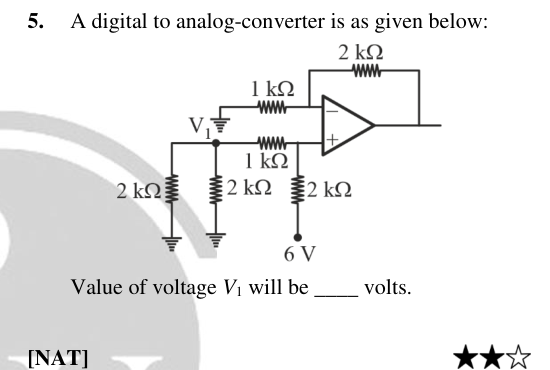 5. A digital to analog-converter is as given below:
2 kΩ
1 kΩ
V1
1 kΩ
2 kΩ 2 kΩ 2 kΩ
6 V
Value of voltage V1 will be ____ volts.
[NAT]